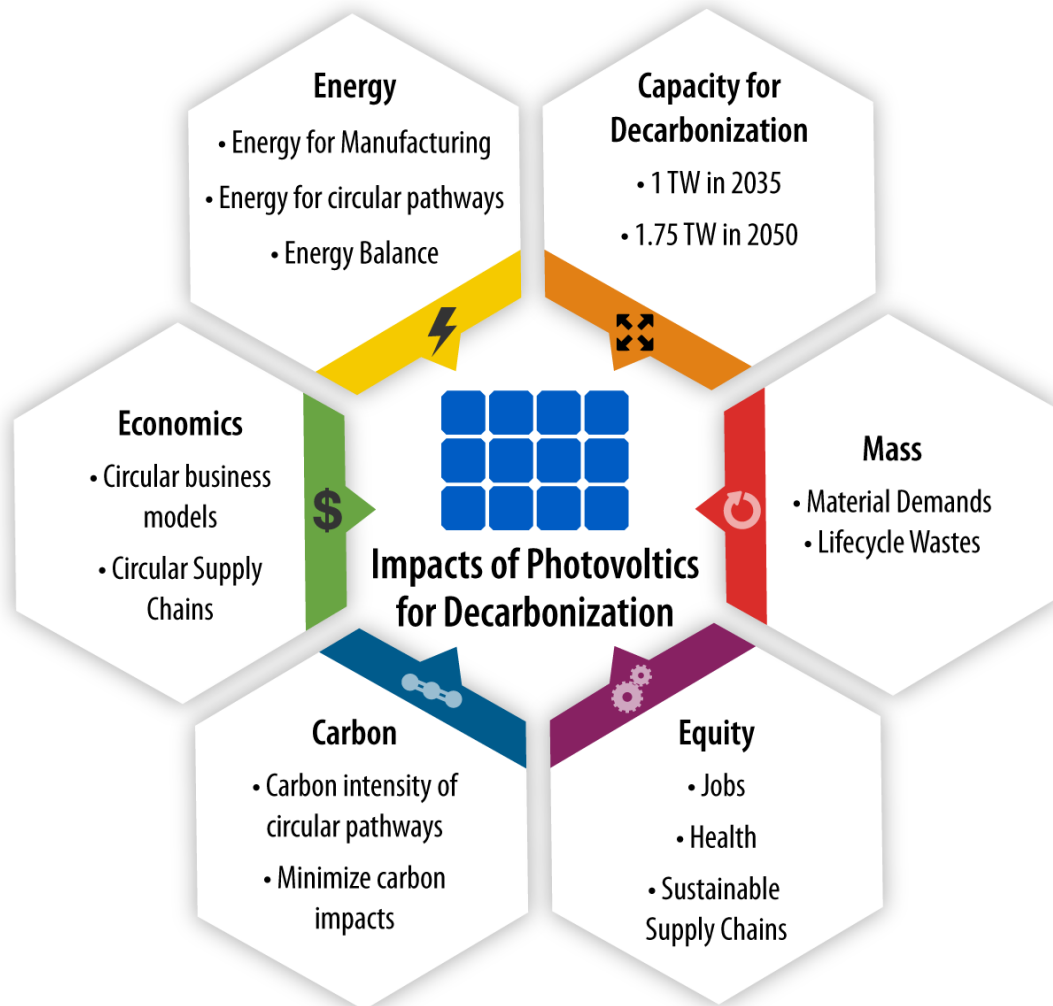 Energy
• Energy for Manufacturing
• Energy for circular pathways
• Energy Balance
Capacity for
Decarbonization
• 1 TW in 2035
• 1.75 TW in 2050
Economics
• Circular business
models
• Circular Supply
Chains
$
Impacts of Photovoltics
for Decarbonization
Mass
• Material Demands
• Lifecycle Wastes
Carbon
• Carbon intensity of
circular pathways
• Minimize carbon
impacts
Equity
• Jobs
• Health
• Sustainable
Supply Chains